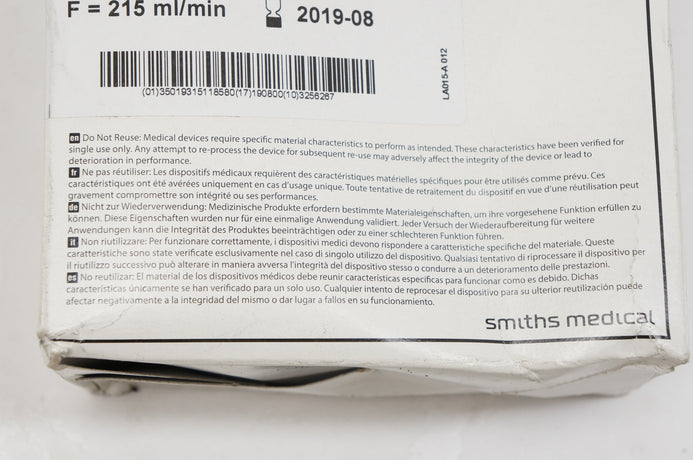 F = 215 ml/min
2019-08
(01)35019315118580(17)190800(10)3256267
LA015-A 012
en Do Not Reuse: Medical devices require specific material characteristics to perform as intended. These characteristics have been verified for
single use only. Any attempt to re-process the device for subsequent re-use may adversely affect the integrity of the device or lead to
deterioration in performance.
fr Ne pas réutiliser: Les dispositifs médicaux requièrent des caractéristiques matérielles spécifiques pour être utilisés comme prévu. Ces
caractéristiques ont été avérées uniquement en cas d'usage unique. Toute tentative de retraitement du dispositif en vue d'une réutilisation peut
gravement compromettre son intégrité ou ses performances.
de Nicht zur Wiederverwendung: Medizinische Produkte erfordern bestimmte Materialeigenschaften, um ihre vorgesehene Funktion erfüllen zu
können. Diese Eigenschaften wurden nur für eine einmalige Anwendung validiert. Jeder Versuch der Wiederaufbereitung für weitere
Anwendungen kann die Integrität des Produktes beeinträchtigen oder zu einer schlechteren Funktion führen.
it Non riutilizzare: Per funzionare correttamente, i dispositivi medici devono rispondere a caratteristiche specifiche del materiale. Queste
caratteristiche sono state verificate esclusivamente nel caso di singolo utilizzo del dispositivo. Qualsiasi tentativo di riprocessare il dispositivo per
il riutilizzo successivo può alterare in maniera avversa l'integrità del dispositivo stesso o condurre a un deterioramento delle prestazioni.
es No reutilizar: El material de los dispositivos médicos debe reunir características específicas para funcionar como es debido. Dichas
características únicamente se han verificado para un solo uso. Cualquier intento de reprocesar el dispositivo para su ulterior reutilización puede
afectar negativamente a la integridad del mismo o dar lugar a fallos en su funcionamiento.
smiths medical